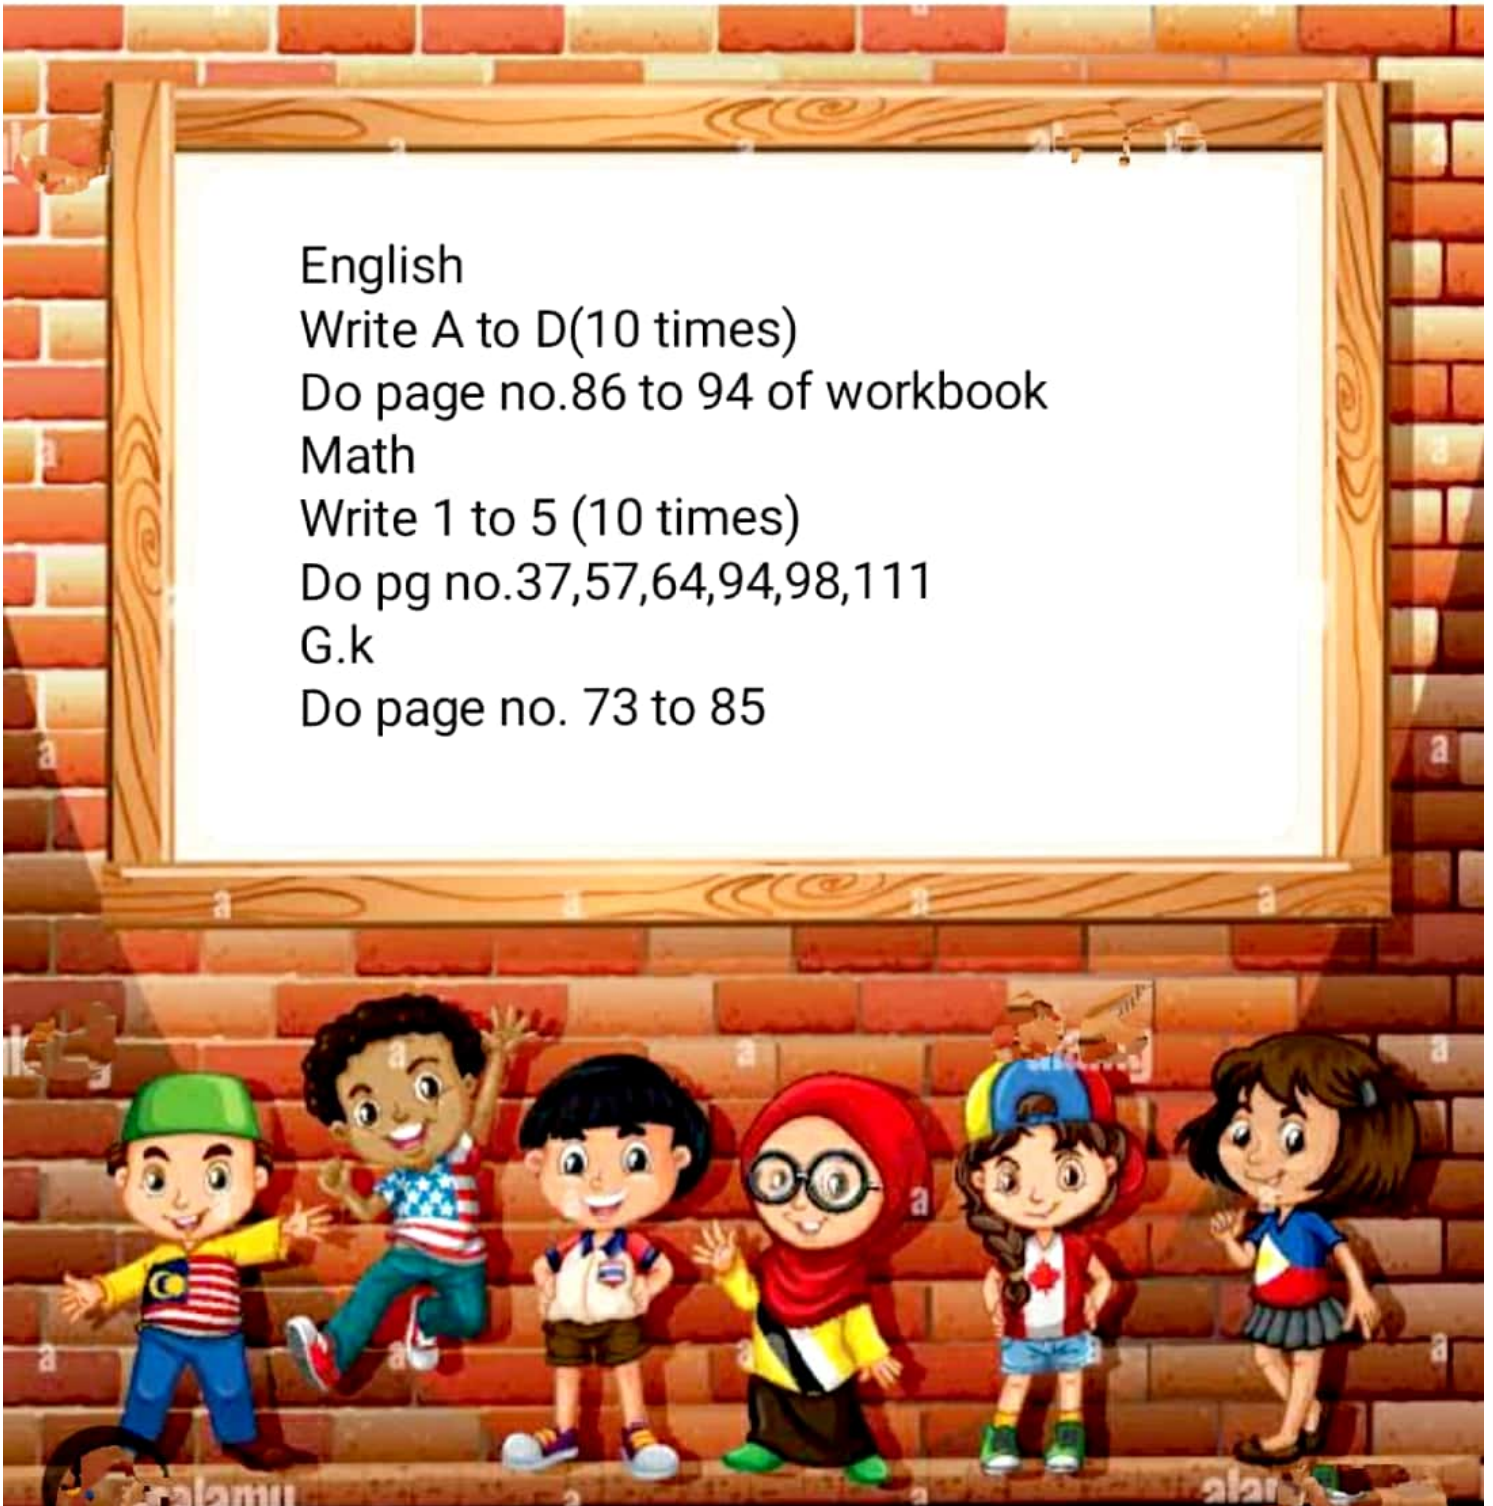 English
Write A to D(10 times)
Do page no.86 to 94 of workbook
Math
Write 1 to 5 (10 times)
Do pg no.37,57,64,94,98,111
G.k
Do page no. 73 to 85